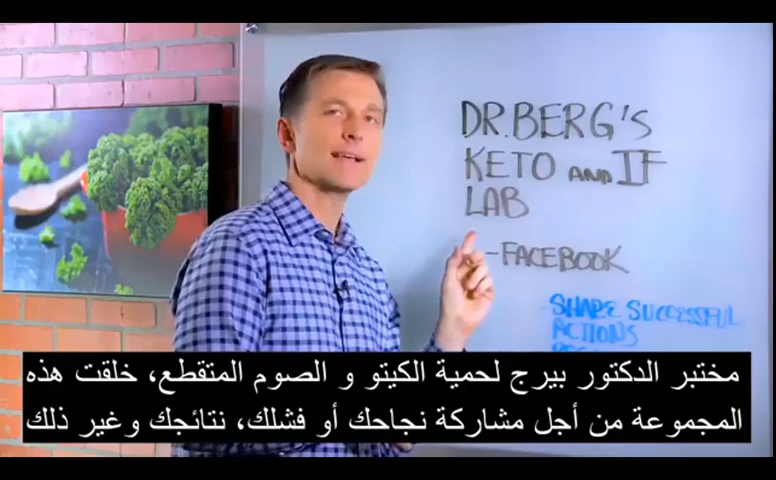 DR. BERG'S
KETO AND IF
LAB
- FACEBOOK
- SHARE SUCCESSFUL
ACTIONS
مختبر الدكتور بيرج لحمية الكيتو و الصوم المتقطع، خلقت هذه
المجموعة من أجل مشاركة نجاحك أو فشلك، نتائجك وغير ذلك